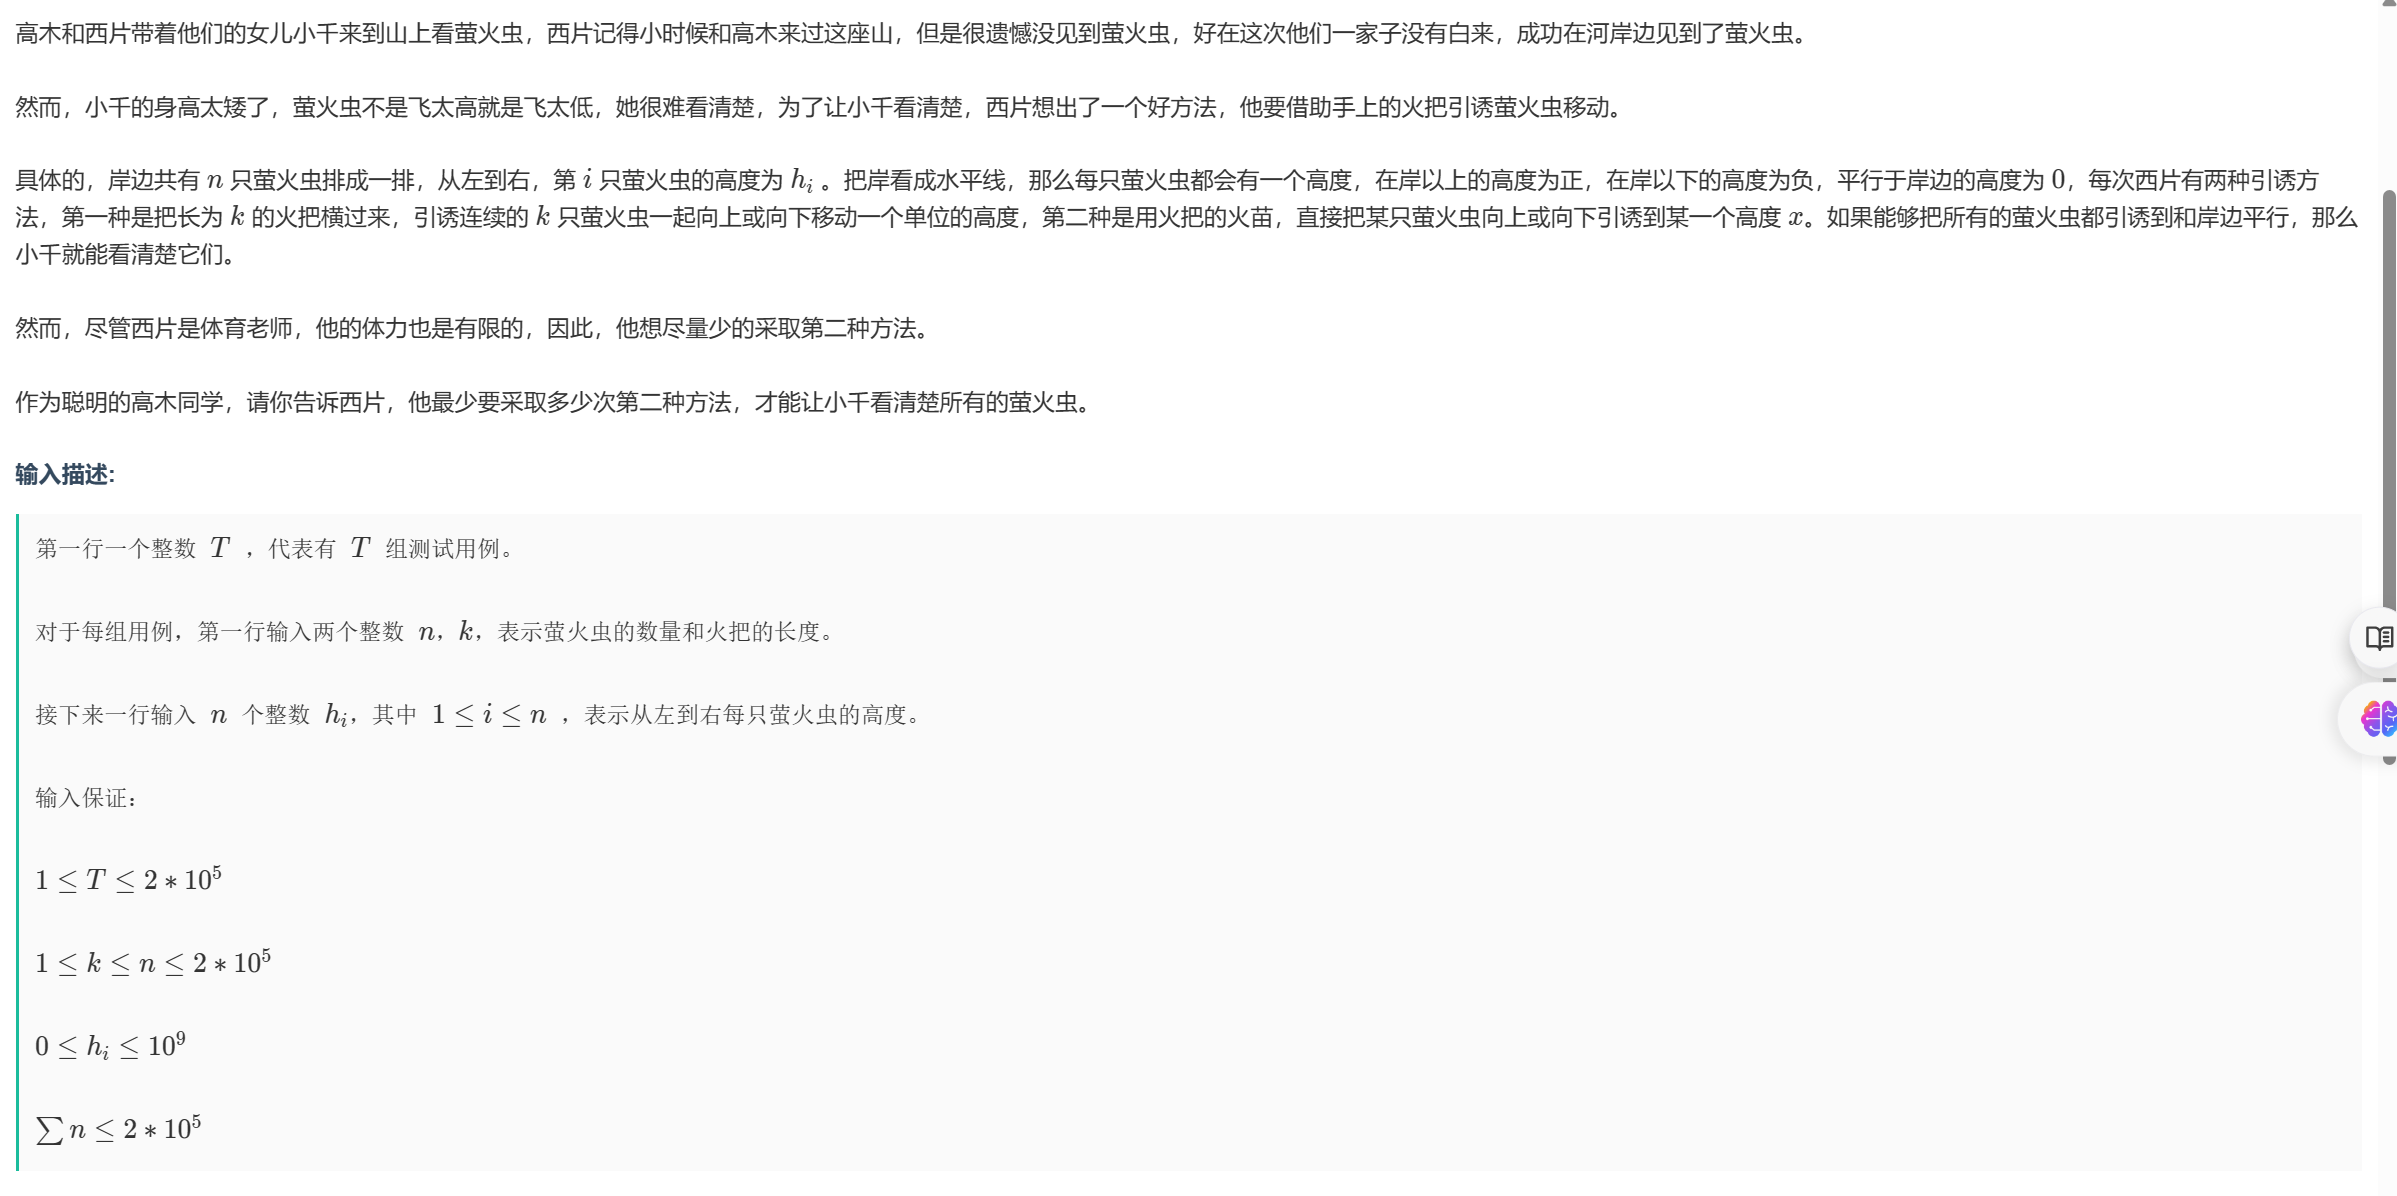 高木和西片带着他们的女儿小千来到山上看萤火虫，西片记得小时候和高木来过这座山，但是很遗憾没见到萤火虫，好在这次他们一家子没有白来，成功在河岸边见到了萤火虫。
然而，小千的身高太矮了，萤火虫不是飞太高就是飞太低，她很难看清楚，为了让小千看清楚，西片想出了一个好方法，他要借助手上的火把引诱萤火虫移动。
具体的，岸边共有 n 只萤火虫排成一排，从左到右，第 i 只萤火虫的高度为 hᵢ 。把岸看成水平线，那么每只萤火虫都会有一个高度，在岸以上的高度为正，在岸以下的高度为负，平行于岸边的高度为 0，每次西片有两种引诱方
法，第一种是把长为 k 的火把横过来，引诱连续的 k 只萤火虫一起向上或向下移动一个单位的高度，第二种是用火把的火苗，直接把某只萤火虫向上或向下引诱到某一个高度 x。如果能够把所有的萤火虫都引诱到和岸边平行，那么
小千就能看清楚它们。
然而，尽管西片是体育老师，他的体力也是有限的，因此，他想尽量少的采取第二种方法。
作为聪明的高木同学，请你告诉西片，他最少要采取多少次第二种方法，才能让小千看清楚所有的萤火虫。
输入描述:
第一行一个整数 T ，代表有 T 组测试用例。
对于每组用例，第一行输入两个整数 n，k，表示萤火虫的数量和火把的长度。
接下来一行输入 n 个整数 hᵢ，其中 1 ≤ i ≤ n ，表示从左到右每只萤火虫的高度。
输入保证：
1 ≤ T ≤ 2 * 10⁵
1 ≤ k ≤ n ≤ 2 * 10⁵
0 ≤ hᵢ ≤ 10⁹
∑ n ≤ 2 * 10⁵